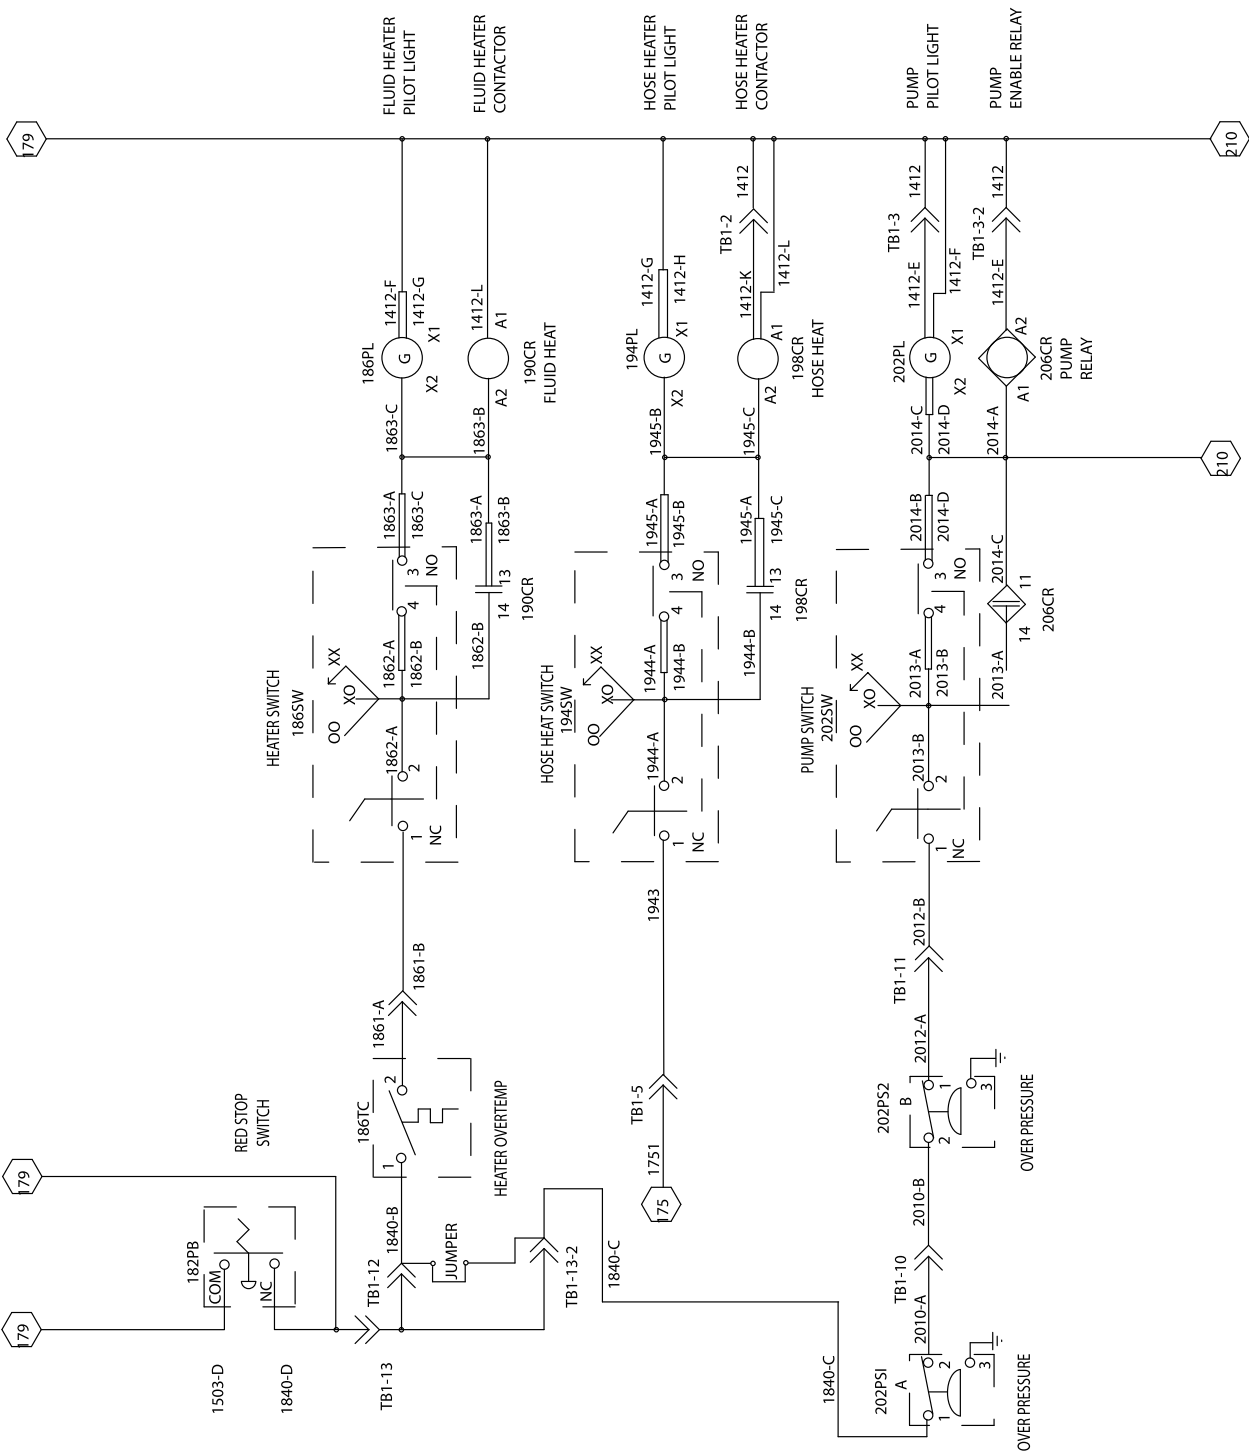 FLUID HEATER
PILOT LIGHT
FLUID HEATER
CONTACTOR
HOSE HEATER
PILOT LIGHT
HOSE HEATER
CONTACTOR
PUMP
PILOT LIGHT
PUMP
ENABLE RELAY
179
210
1412
1412
1412
TB1-2
TB1-3
TB1-3-2
1412-F
1412-G
1412-L
1412-G
1412-H
1412-K
1412-L
1412-E
1412-F
1412-E
186PL
G
X1
X2
A1
A2
190CR
FLUID HEAT
194PL
G
X1
X2
A1
A2
198CR
HOSE HEAT
202PL
G
X1
X2
A2
A1
206CR
PUMP
RELAY
1863-C
1863-B
1945-B
1945-C
2014-C
2014-D
2014-A
210
1863-A
1863-C
1863-A
1863-B
1945-A
1945-B
1945-A
1945-C
2014-B
2014-D
2014-C
3
NO
4
13
14
190CR
3
NO
4
13
14
198CR
3
NO
4
11
14
206CR
1862-A
1862-B
1862-B
1944-A
1944-B
1944-B
2013-A
2013-B
2013-A
HEATER SWITCH
186SW
OO
XO
XX
HOSE HEAT SWITCH
194SW
OO
XO
XX
PUMP SWITCH
202SW
OO
XO
XX
1862-A
2
1
NC
1944-A
2
1
NC
2013-B
2
1
NC
1861-B
1861-A
1943
2012-B
TB1-11
2012-A
RED STOP
SWITCH
186TC
2
1
HEATER OVERTEMP
TB1-5
1751
175
202PS2
B
1
2
3
OVER PRESSURE
179
182PB
COM
NC
1840-B
TB1-12
JUMPER
TB1-13-2
1840-C
2010-B
TB1-10
2010-A
179
1503-D
1840-D
TB1-13
1840-C
202PSI
A
2
1
3
OVER PRESSURE